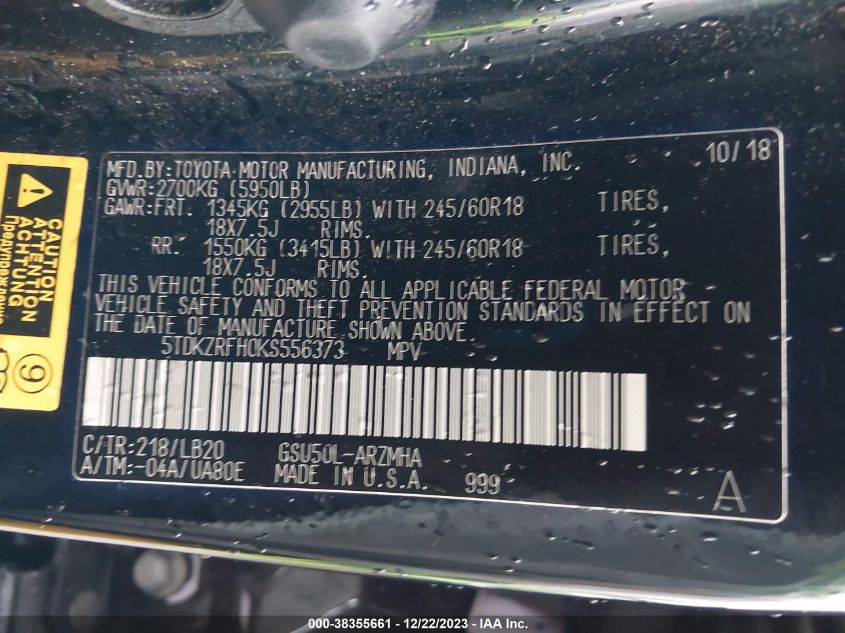 MFD.BY:TOYOTA MOTOR MANUFACTURING, INDIANA, INC. 10/18
GVWR:2700KG (5950LB)
GAWR:FRT. 1345KG (2955LB) WITH 245/60R18 TIRES,
18X7.5J RIMS.
RR. 1550KG (3415LB) WITH 245/60R18 TIRES,
18X7.5J RIMS.
THIS VEHICLE CONFORMS TO ALL APPLICABLE FEDERAL MOTOR
VEHICLE SAFETY AND THEFT PREVENTION STANDARDS IN EFFECT ON
THE DATE OF MANUFACTURE SHOWN ABOVE.
5TDKZRFH0KS556373 MPV
C/TR:218/LB20 GSU50L-ARZMHA
A/TM:-04A/UA80E MADE IN U.S.A. 999
A
CAUTION
ATTENTION
ACHTUNG
9
000-38355661 - 12/22/2023 - IAA Inc.